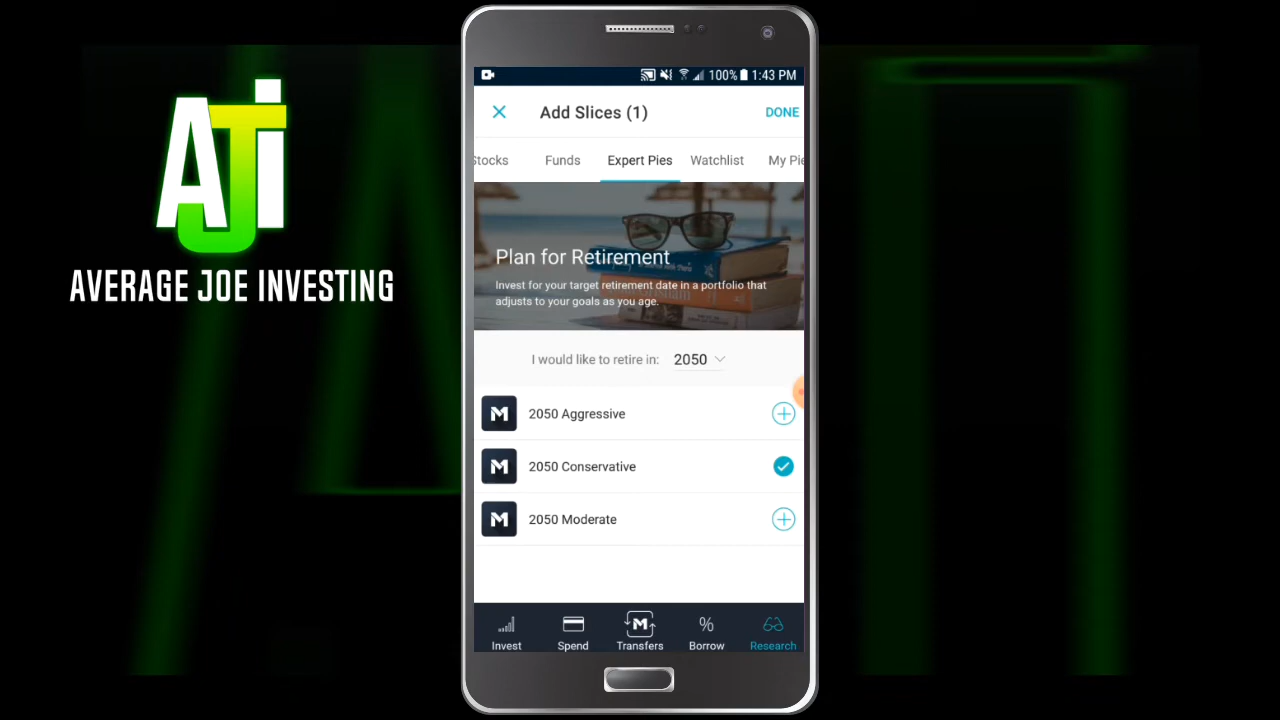 AJI
AVERAGE JOE INVESTING
100% 1:43 PM
Add Slices (1)
DONE
Stocks
Funds
Expert Pies
Watchlist
My Pie
Plan for Retirement
Invest for your target retirement date in a portfolio that
adjusts to your goals as you age.
I would like to retire in: 2050
2050 Aggressive
2050 Conservative
2050 Moderate
Invest
Spend
Transfers
Borrow
Research